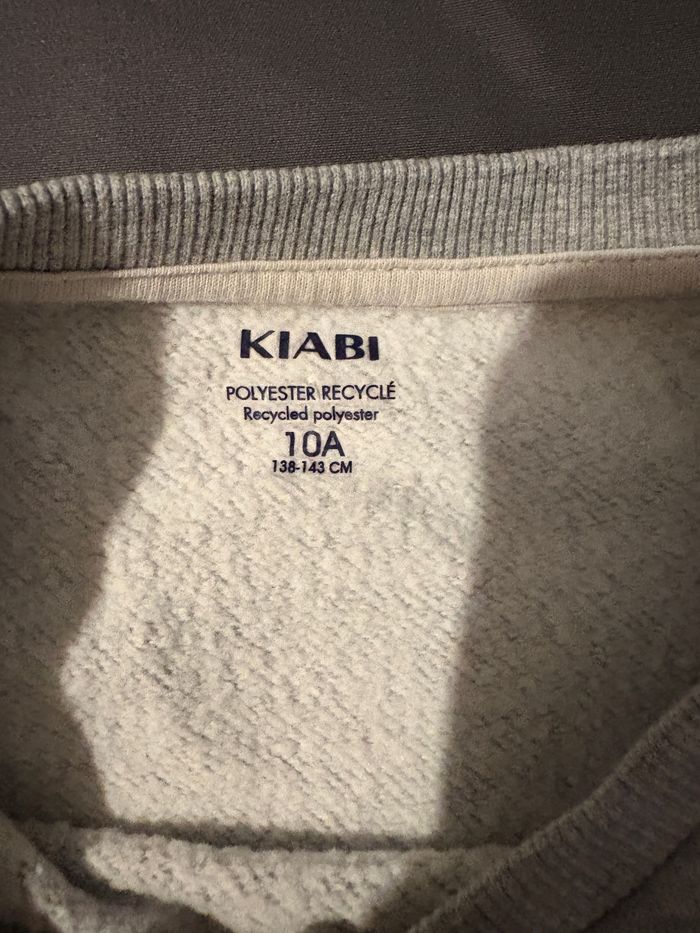 KIABI
POLYESTER RECYCLÉ
Recycled polyester
10A
138-143 CM